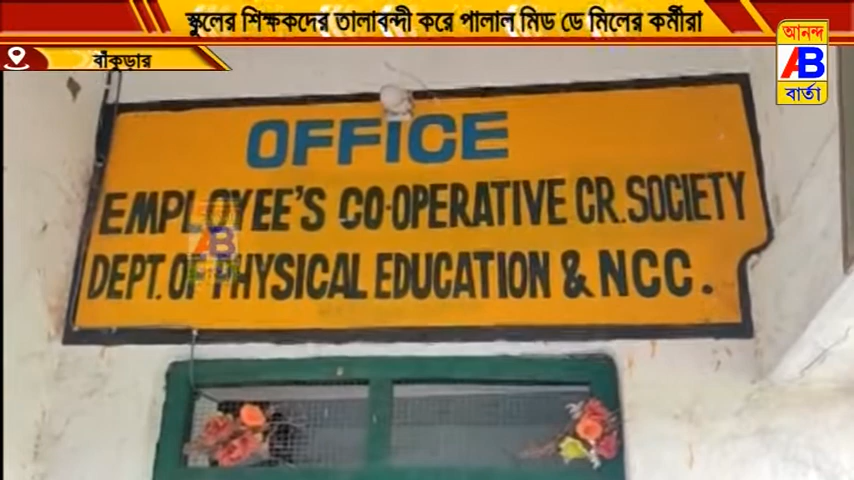 স্কুলের শিক্ষকদের তালাবন্দী করে পালাল মিড ডে মিলের কর্মীরা
বাঁকুড়ার
আনন্দ
AB
বার্তা
OFFICE
EMPLOYEE'S CO-OPERATIVE CR. SOCIETY
DEPT. OF PHYSICAL EDUCATION & NCC.